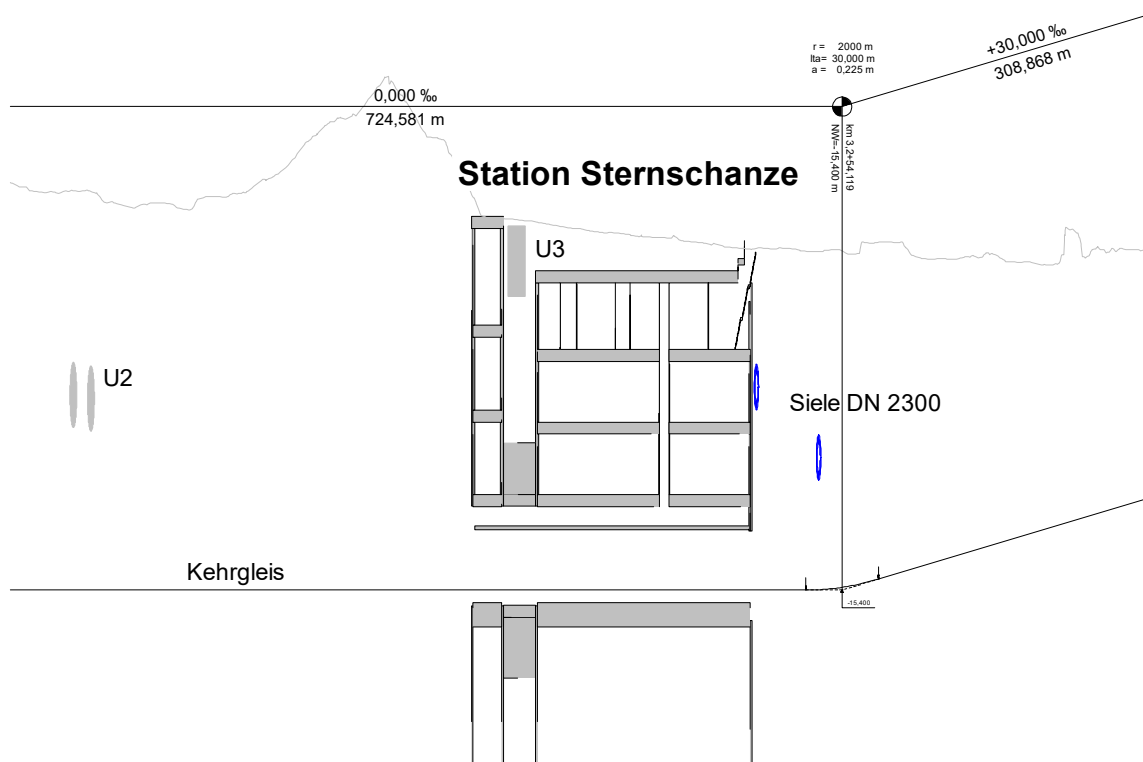 r = 2000 m
lta= 30,000 m
a = 0,225 m
+30,000 ‰
308,868 m
0,000 ‰
724,581 m
km 3,2+54,119
NW=-15,400 m
Station Sternschanze
U3
U2
Siele DN 2300
Kehrgleis
-15,400